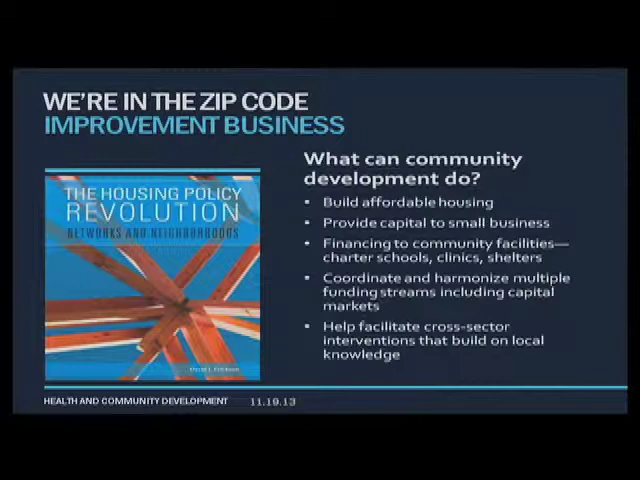 WE'RE IN THE ZIP CODE
IMPROVEMENT BUSINESS
THE HOUSING POLICY
REVOLUTION
NETWORKS AND NEIGHBORHOODS
David J. Erickson
What can community
development do?
• Build affordable housing
• Provide capital to small business
• Financing to community facilities—
charter schools, clinics, shelters
• Coordinate and harmonize multiple
funding streams including capital
markets
• Help facilitate cross-sector
interventions that build on local
knowledge
HEALTH AND COMMUNITY DEVELOPMENT 11.19.13